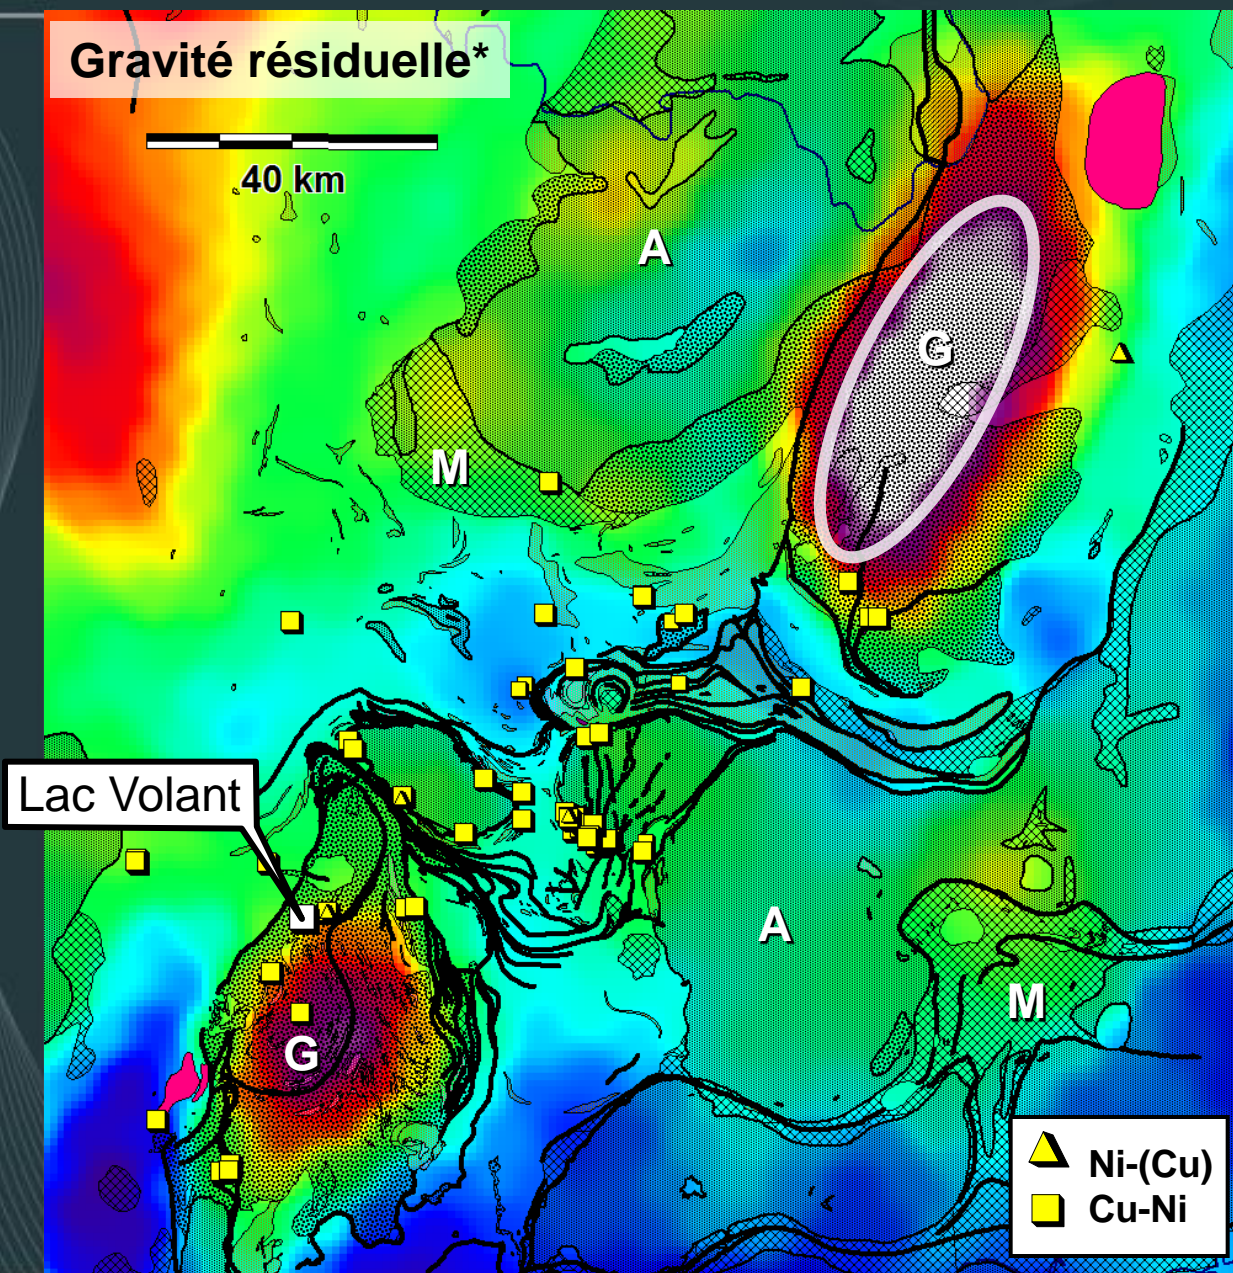 Gravité résiduelle*
40 km
A
G
M
Lac Volant
A
M
G
Ni-(Cu)
Cu-Ni